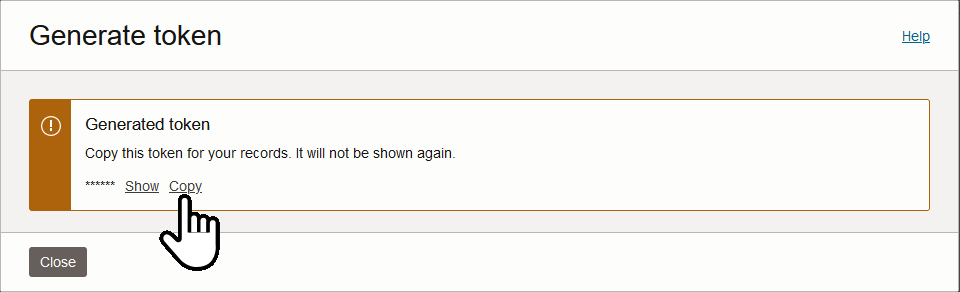 Generate token
Help
Generated token
Copy this token for your records. It will not be shown again.
****** Show Copy
Close